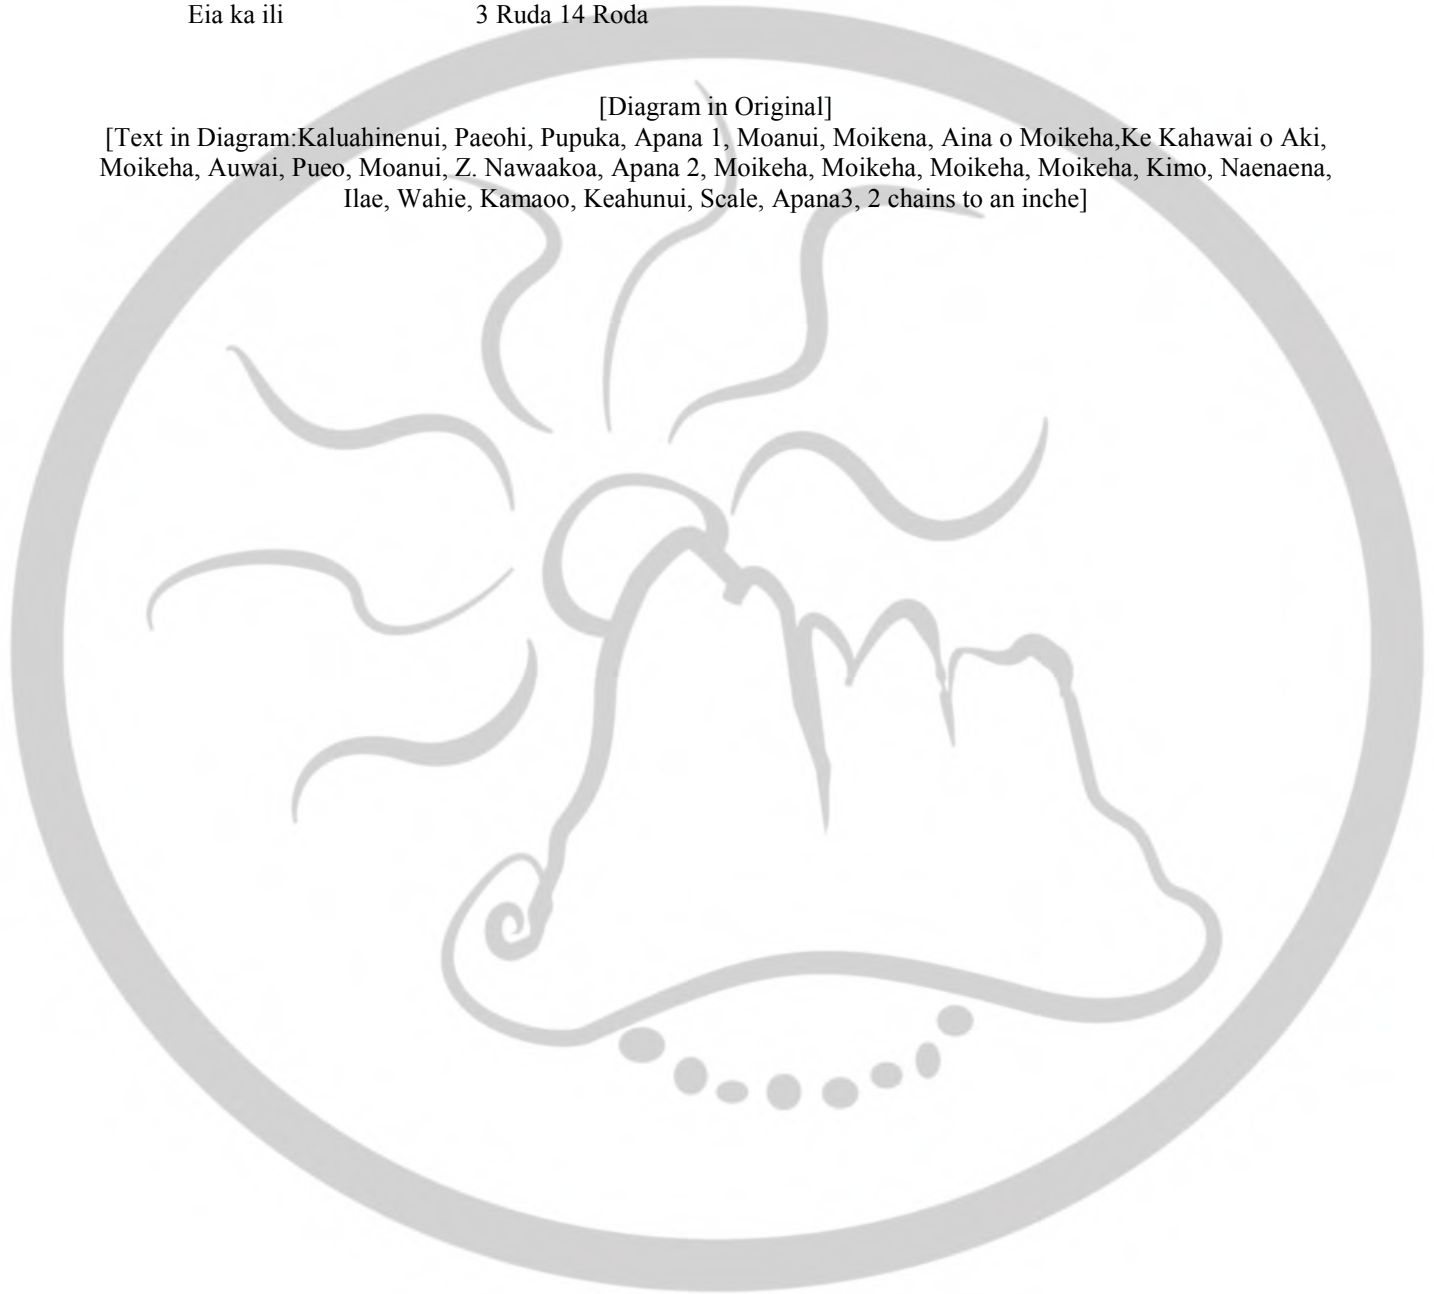 Eia ka ili 3 Ruda 14 Roda
[Diagram in Original]
[Text in Diagram:Kaluahinenui, Paeohi, Pupuka, Apana 1, Moanui, Moikena, Aina o Moikeha,Ke Kahawai o Aki,
Moikeha, Auwai, Pueo, Moanui, Z. Nawaakoa, Apana 2, Moikeha, Moikeha, Moikeha, Moikeha, Kimo, Naenaena,
Ilae, Wahie, Kamaoo, Keahunui, Scale, Apana3, 2 chains to an inche]